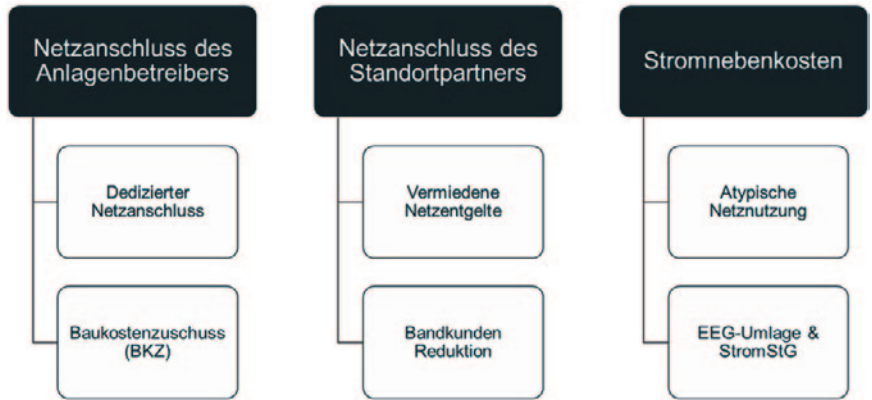 Netzanschluss des
Anlagenbetreibers
Dedizierter
Netzanschluss
Baukostenzuschuss
(BKZ)
Netzanschluss des
Standortpartners
Vermiedene
Netzentgelte
Bandkunden
Reduktion
Stromnebenkosten
Atypische
Netznutzung
EEG-Umlage &
StromStG